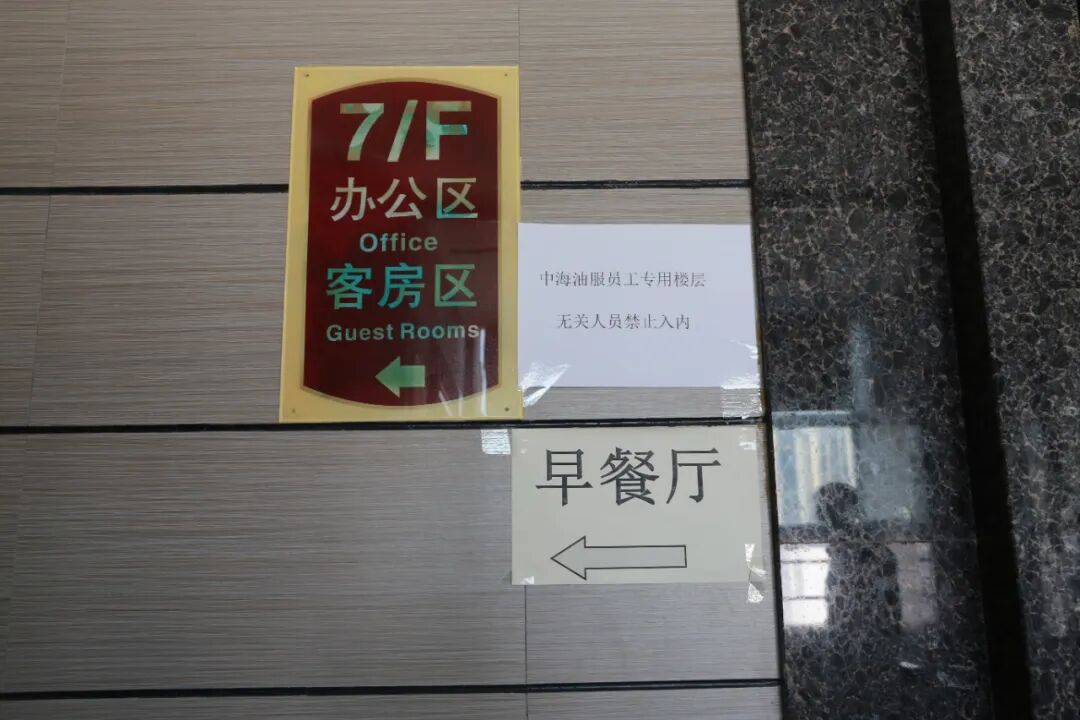 7/F
办公区
Office
客房区
Guest Rooms
中海油服员工专用楼层
无关人员禁止入内
早餐厅